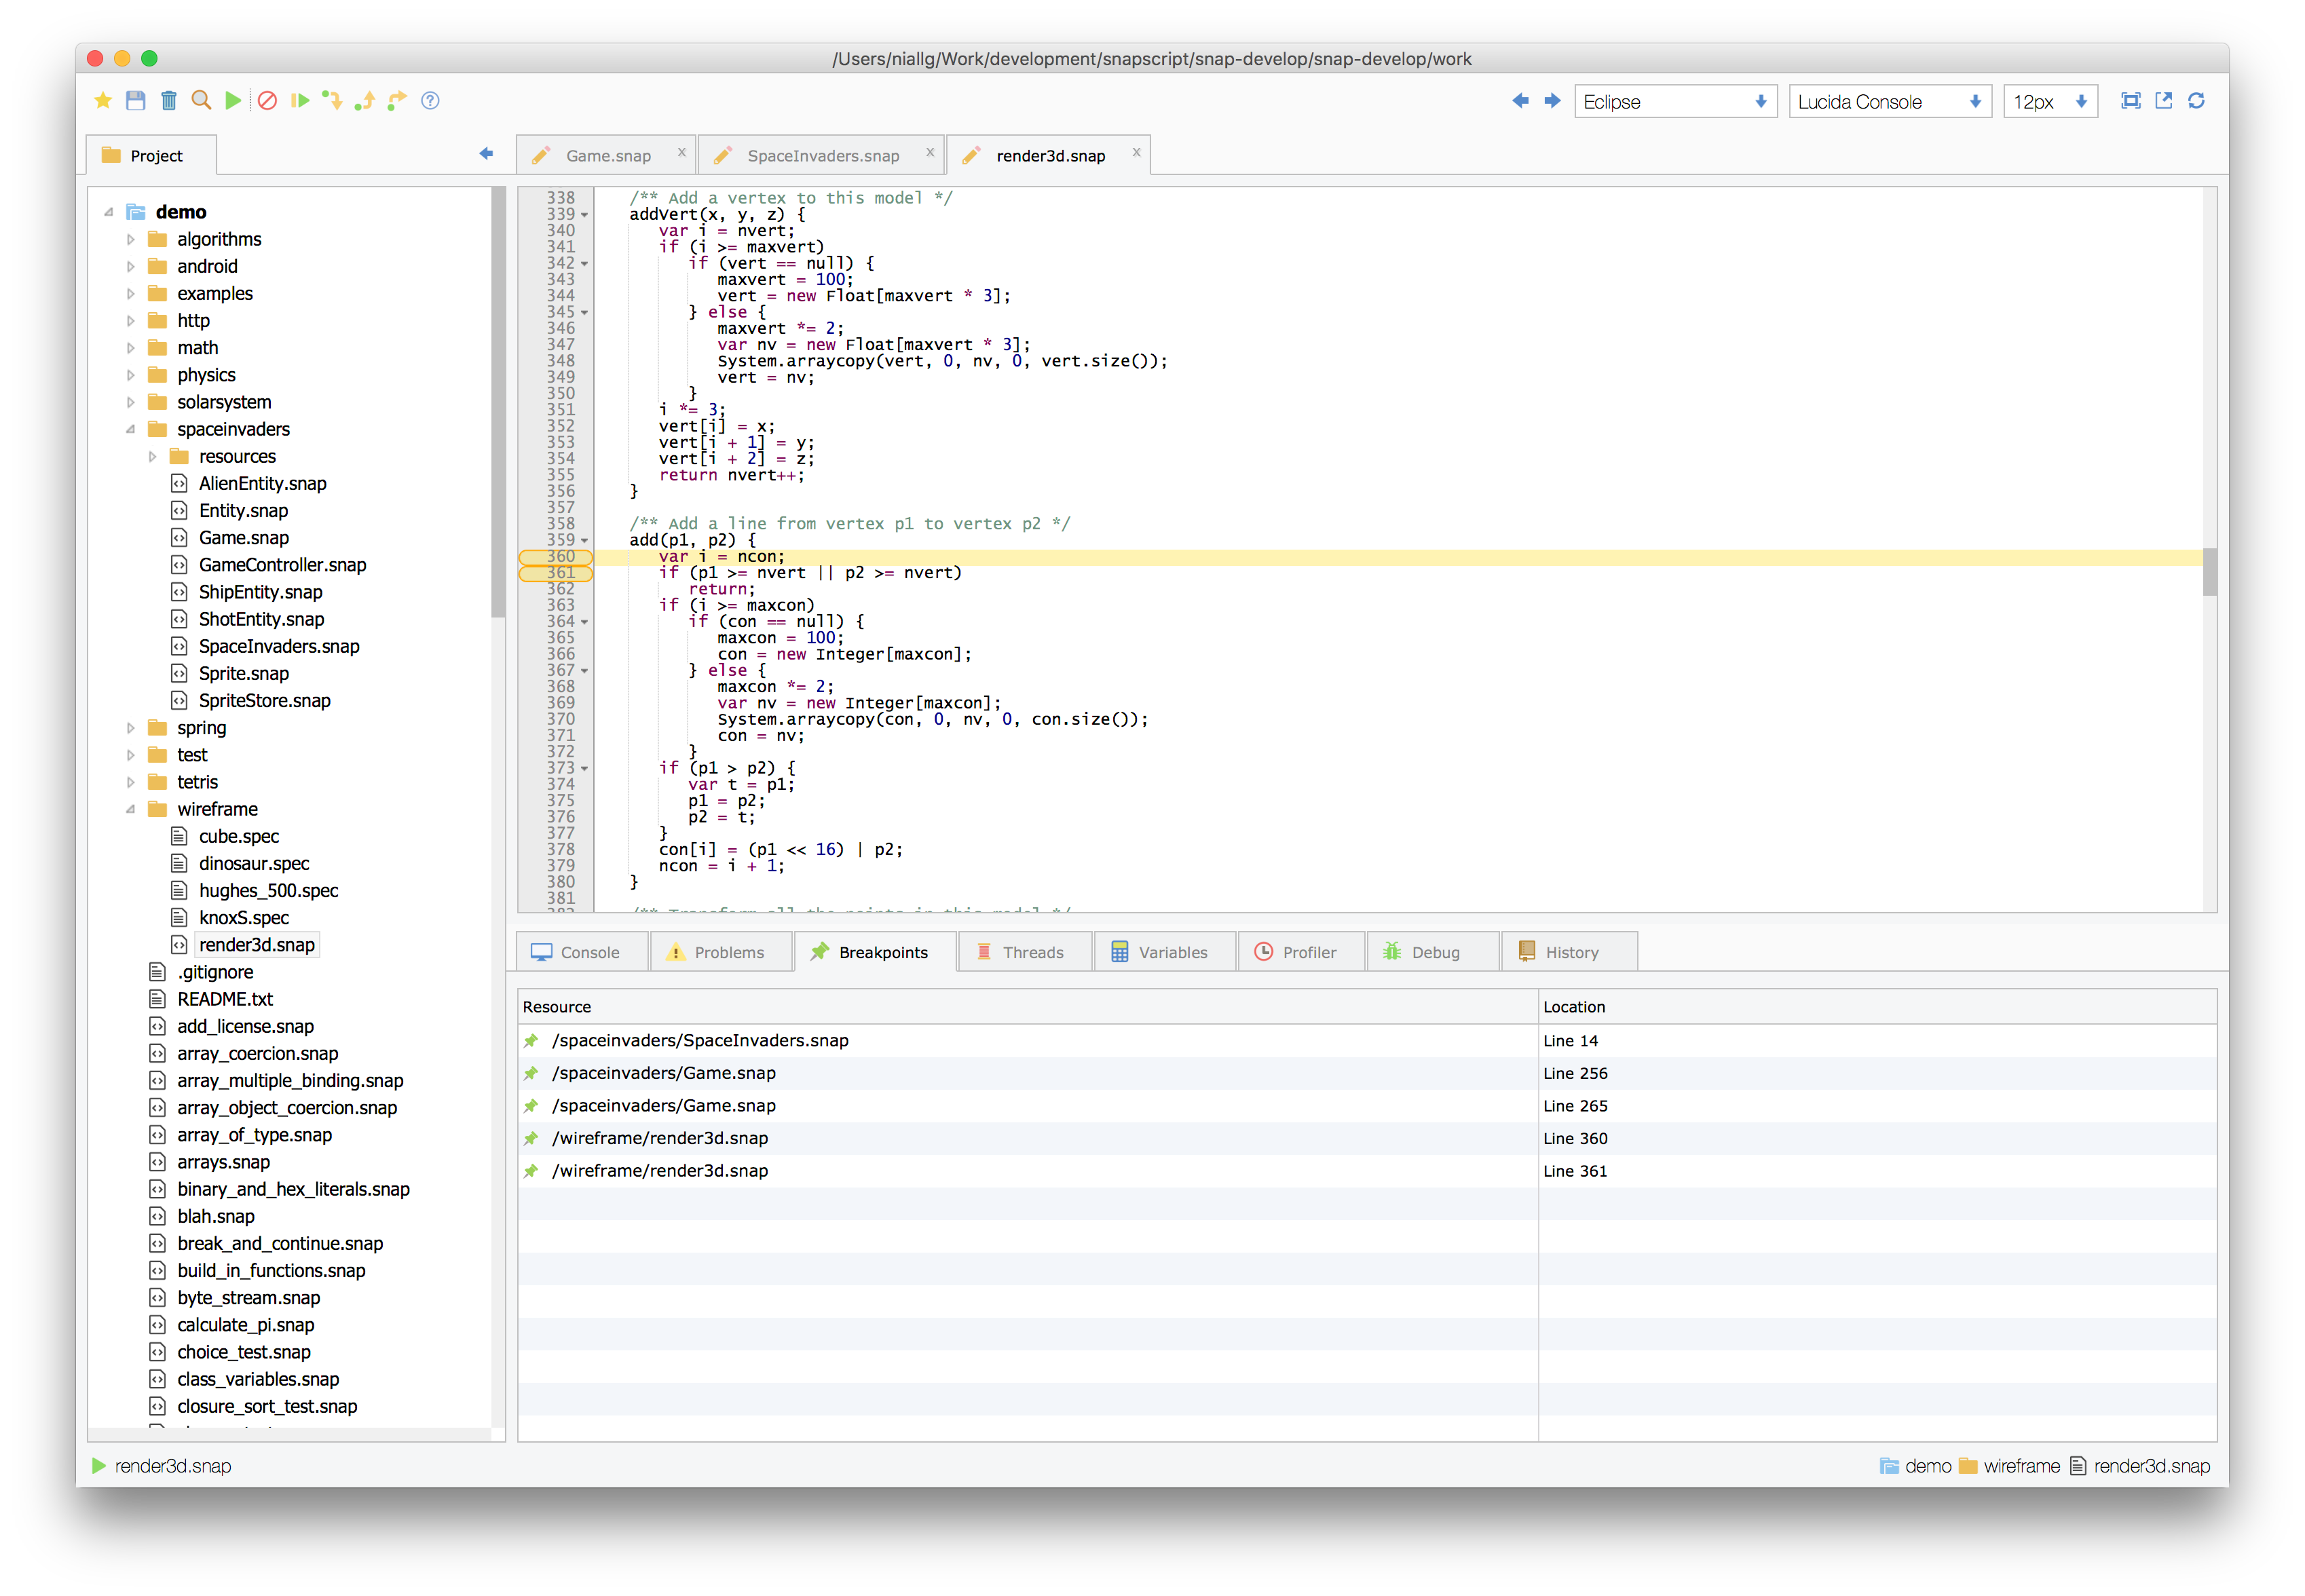 /Users/niallg/Work/development/snapscript/snap-develop/snap-develop/work
Eclipse
Lucida Console
12px
Project
demo
algorithms
android
examples
http
math
physics
solarsystem
spaceinvaders
resources
AlienEntity.snap
Entity.snap
Game.snap
GameController.snap
ShipEntity.snap
ShotEntity.snap
SpaceInvaders.snap
Sprite.snap
SpriteStore.snap
spring
test
tetris
wireframe
cube.spec
dinosaur.spec
hughes_500.spec
knoxS.spec
render3d.snap
.gitignore
README.txt
add_license.snap
array_coercion.snap
array_multiple_binding.snap
array_object_coercion.snap
array_of_type.snap
arrays.snap
binary_and_hex_literals.snap
blah.snap
break_and_continue.snap
build_in_functions.snap
byte_stream.snap
calculate_pi.snap
choice_test.snap
class_variables.snap
closure_sort_test.snap
Game.snap x
SpaceInvaders.snap x
render3d.snap x
338 /** Add a vertex to this model */
339 addVert(x, y, z) {
340 var i = nvert;
341 if (i >= maxvert)
342 if (vert == null) {
343 maxvert = 100;
344 vert = new Float[maxvert * 3];
345 } else {
346 maxvert *= 2;
347 var nv = new Float[maxvert * 3];
348 System.arraycopy(vert, 0, nv, 0, vert.size());
349 vert = nv;
350 }
351 i *= 3;
352 vert[i] = x;
353 vert[i + 1] = y;
354 vert[i + 2] = z;
355 return nvert++;
356 }
357
358 /** Add a line from vertex p1 to vertex p2 */
359 add(p1, p2) {
360 var i = ncon;
361 if (p1 >= nvert || p2 >= nvert)
362 return;
363 if (i >= maxcon)
364 if (con == null) {
365 maxcon = 100;
366 con = new Integer[maxcon];
367 } else {
368 maxcon *= 2;
369 var nv = new Integer[maxcon];
370 System.arraycopy(con, 0, nv, 0, con.size());
371 con = nv;
372 }
373 if (p1 > p2) {
374 var t = p1;
375 p1 = p2;
376 p2 = t;
377 }
378 con[i] = (p1 << 16) | p2;
379 ncon = i + 1;
380 }
381
382 /** Transform all the points in this model */
Console
Problems
Breakpoints
Threads
Variables
Profiler
Debug
History
Resource Location
/spaceinvaders/SpaceInvaders.snap Line 14
/spaceinvaders/Game.snap Line 256
/spaceinvaders/Game.snap Line 265
/wireframe/render3d.snap Line 360
/wireframe/render3d.snap Line 361
render3d.snap
demo wireframe render3d.snap